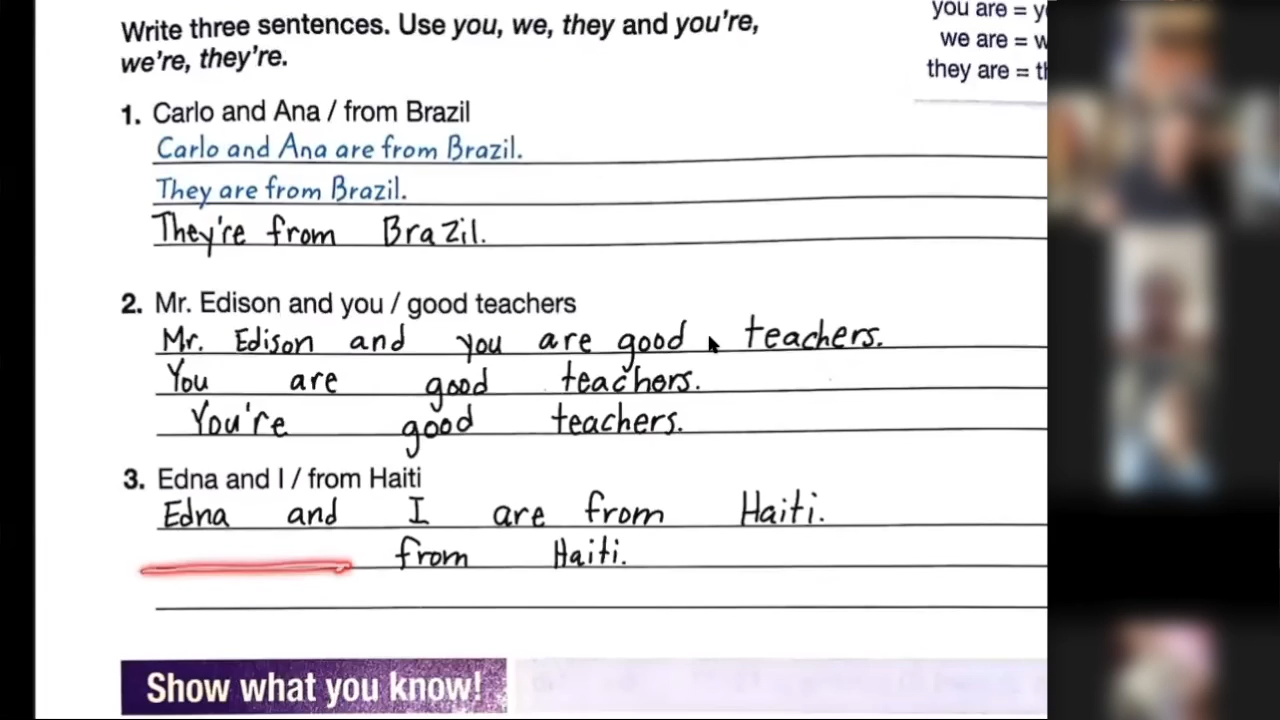 Write three sentences. Use you, we, they and you're,
we're, they're.
you are = y
we are = w
they are = th
1. Carlo and Ana / from Brazil
Carlo and Ana are from Brazil.
They are from Brazil.
They're from Brazil.
2. Mr. Edison and you / good teachers
Mr. Edison and you are good teachers.
You are good teachers.
You're good teachers.
3. Edna and I / from Haiti
Edna and I are from Haiti.
from Haiti.
Show what you know!